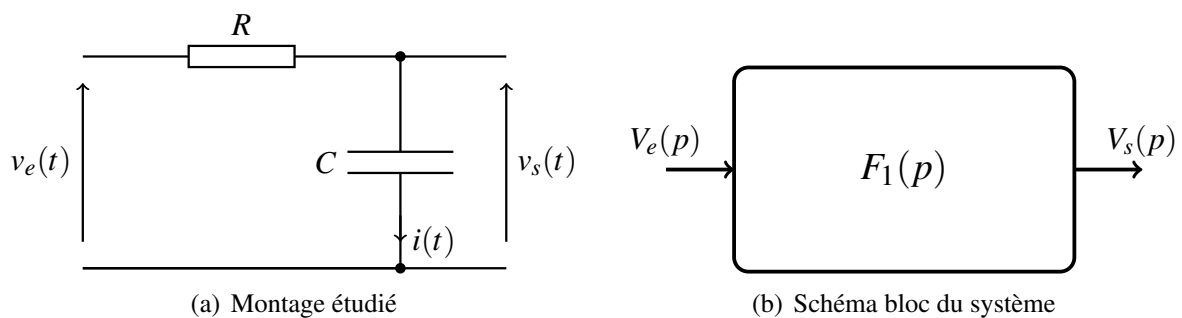 R
v_e(t)
C
v_s(t)
i(t)
(a) Montage étudié
V_e(p)
F_1(p)
V_s(p)
(b) Schéma bloc du système